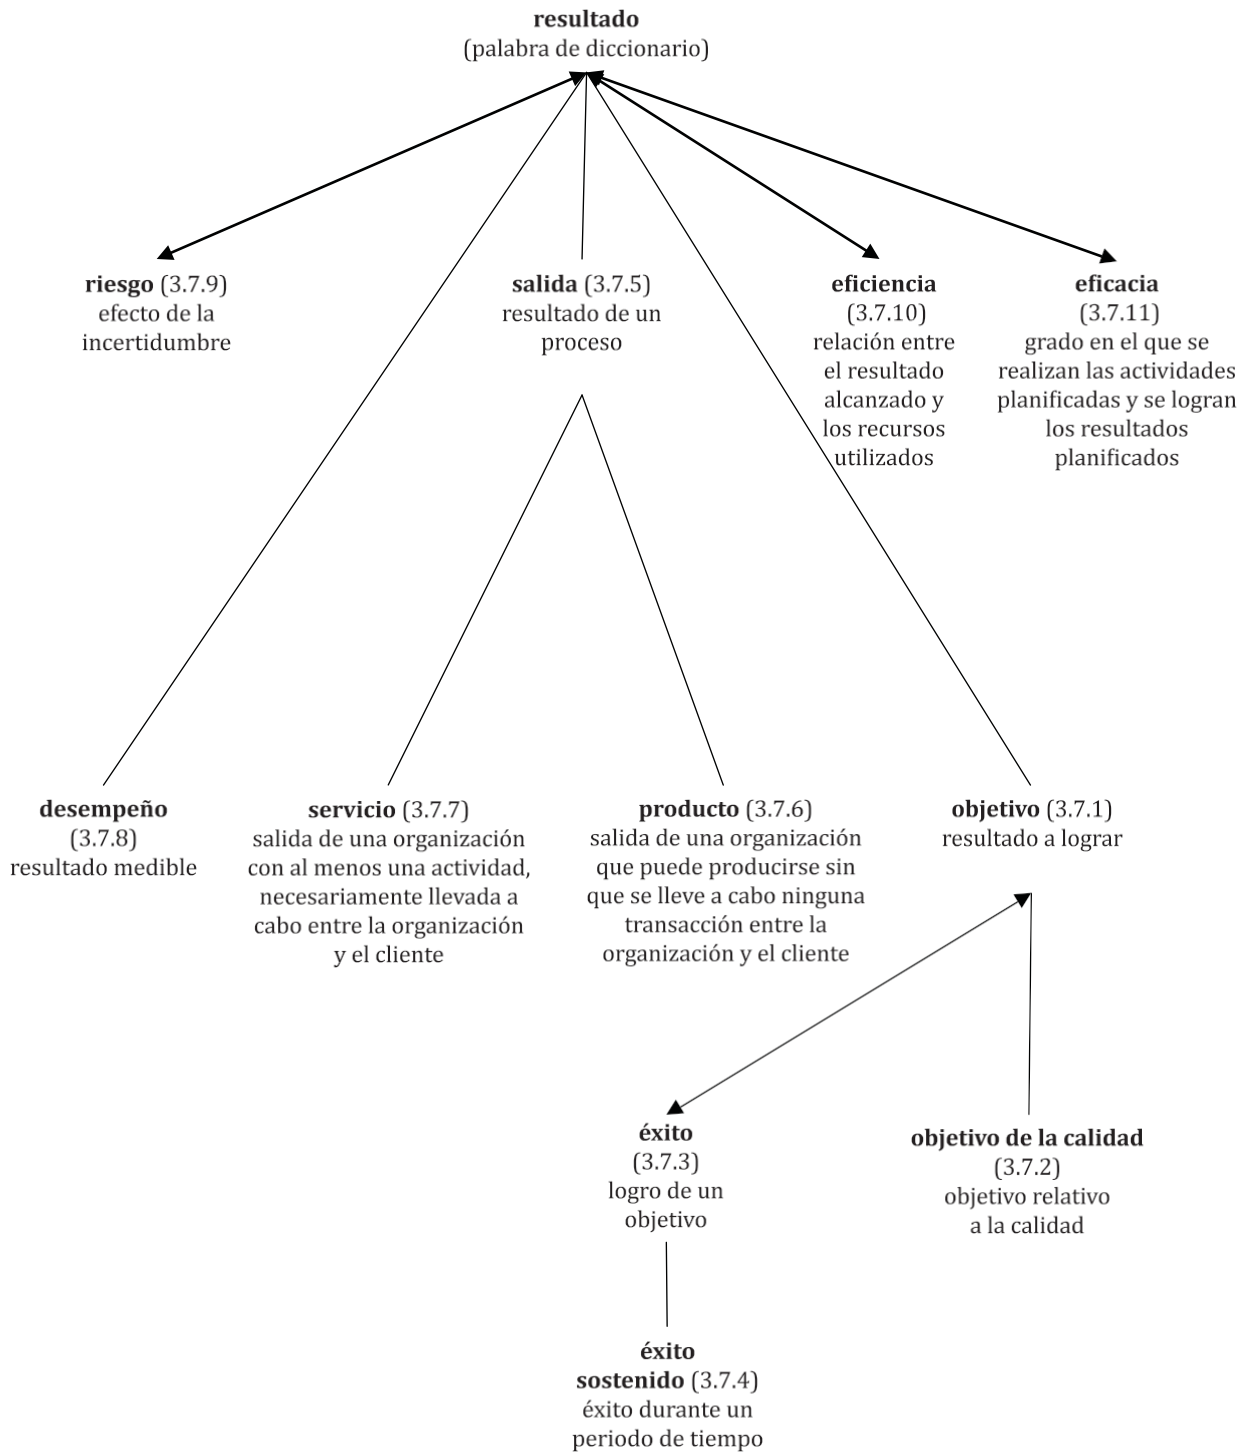 resultado
(palabra de diccionario)
riesgo (3.7.9)
efecto de la
incertidumbre
salida (3.7.5)
resultado de un
proceso
eficiencia
(3.7.10)
relación entre
el resultado
alcanzado y
los recursos
utilizados
eficacia
(3.7.11)
grado en el que se
realizan las actividades
planificadas y se logran
los resultados
planificados
desempeño
(3.7.8)
resultado medible
servicio (3.7.7)
salida de una organización
con al menos una actividad,
necesariamente llevada a
cabo entre la organización
y el cliente
producto (3.7.6)
salida de una organización
que puede producirse sin
que se lleve a cabo ninguna
transacción entre la
organización y el cliente
objetivo (3.7.1)
resultado a lograr
éxito
(3.7.3)
logro de un
objetivo
objetivo de la calidad
(3.7.2)
objetivo relativo
a la calidad
éxito
sostenido (3.7.4)
éxito durante un
periodo de tiempo